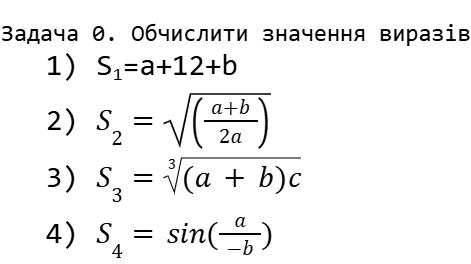 Задача 0. Обчислити значення виразів
1) S₁=a+12+b
2) S₂ = √((a+b)/(2a))
3) S₃ = ∛((a + b)c)
4) S₄ = sin(a/(−b))